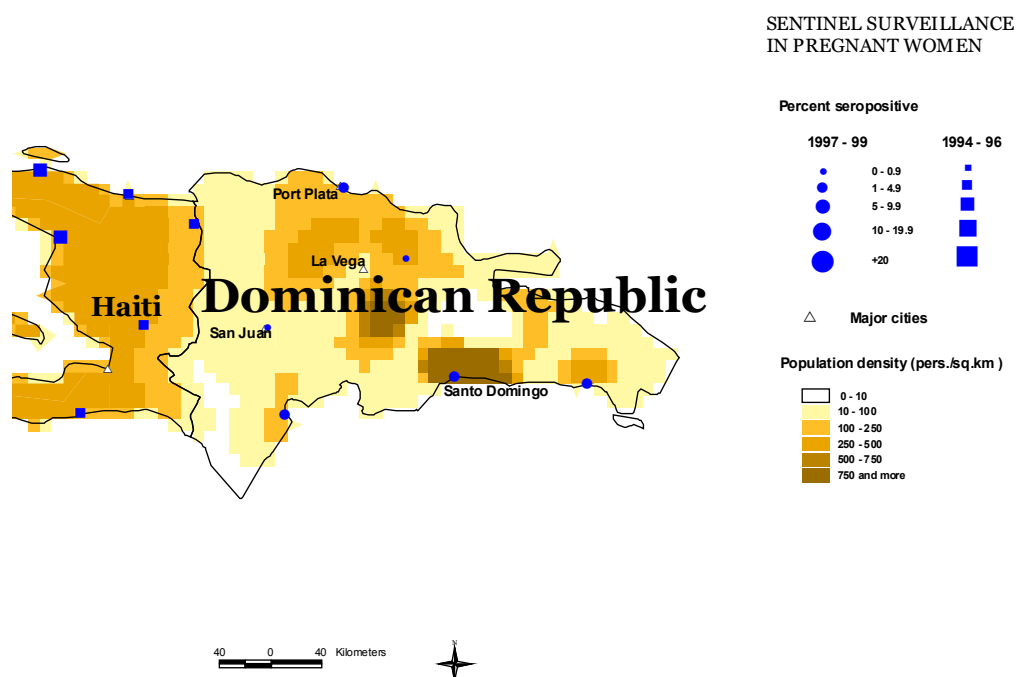 SENTINEL SURVEILLANCE
IN PREGNANT WOMEN
Percent seropositive
1997 - 99
1994 - 96
0 - 0.9
1 - 4.9
5 - 9.9
10 - 19.9
+20
Major cities
Population density (pers./sq.km )
0 - 10
10 - 100
100 - 250
250 - 500
500 - 750
750 and more
Port Plata
La Vega
Dominican Republic
Haiti
San Juan
Santo Domingo
40 0 40 Kilometers
N